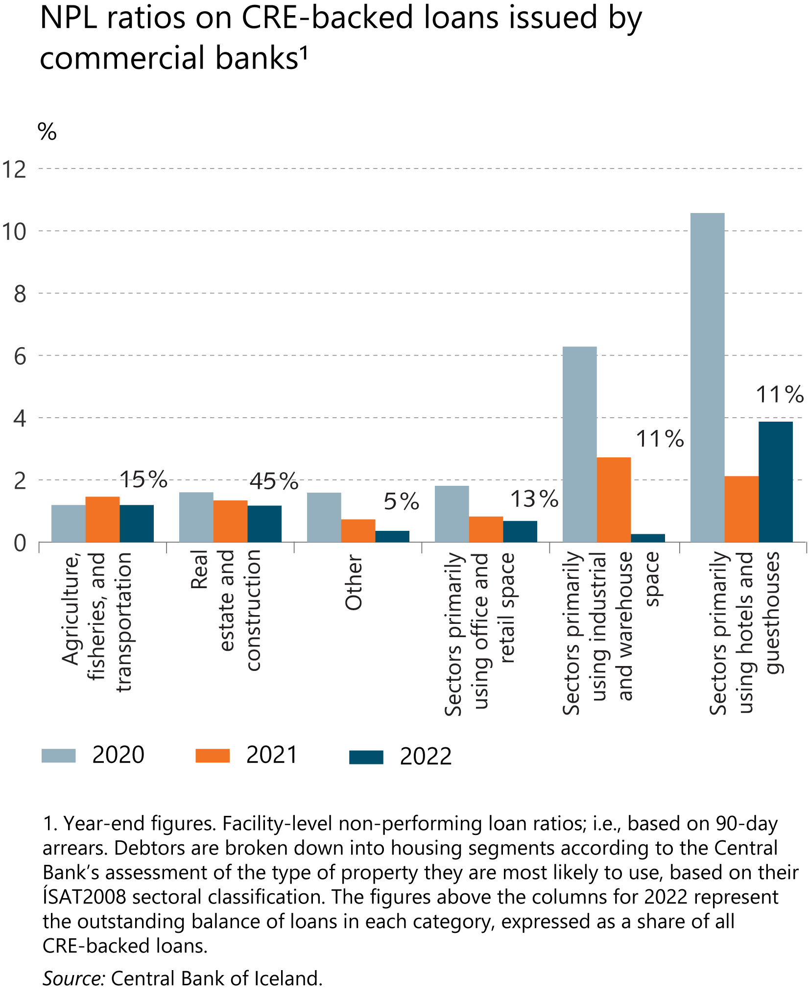 NPL ratios on CRE-backed loans issued by
commercial banks¹
%
12
10
8
6
4
2
0
15%
45%
5%
13%
11%
11%
Agriculture,
fisheries, and
transportation
Real
estate and
construction
Other
Sectors primarily
using office and
retail space
Sectors primarily
using industrial
and warehouse
space
Sectors primarily
using hotels and
guesthouses
2020
2021
2022
1. Year-end figures. Facility-level non-performing loan ratios; i.e., based on 90-day
arrears. Debtors are broken down into housing segments according to the Central
Bank’s assessment of the type of property they are most likely to use, based on their
ÍSAT2008 sectoral classification. The figures above the columns for 2022 represent
the outstanding balance of loans in each category, expressed as a share of all
CRE-backed loans.
Source: Central Bank of Iceland.